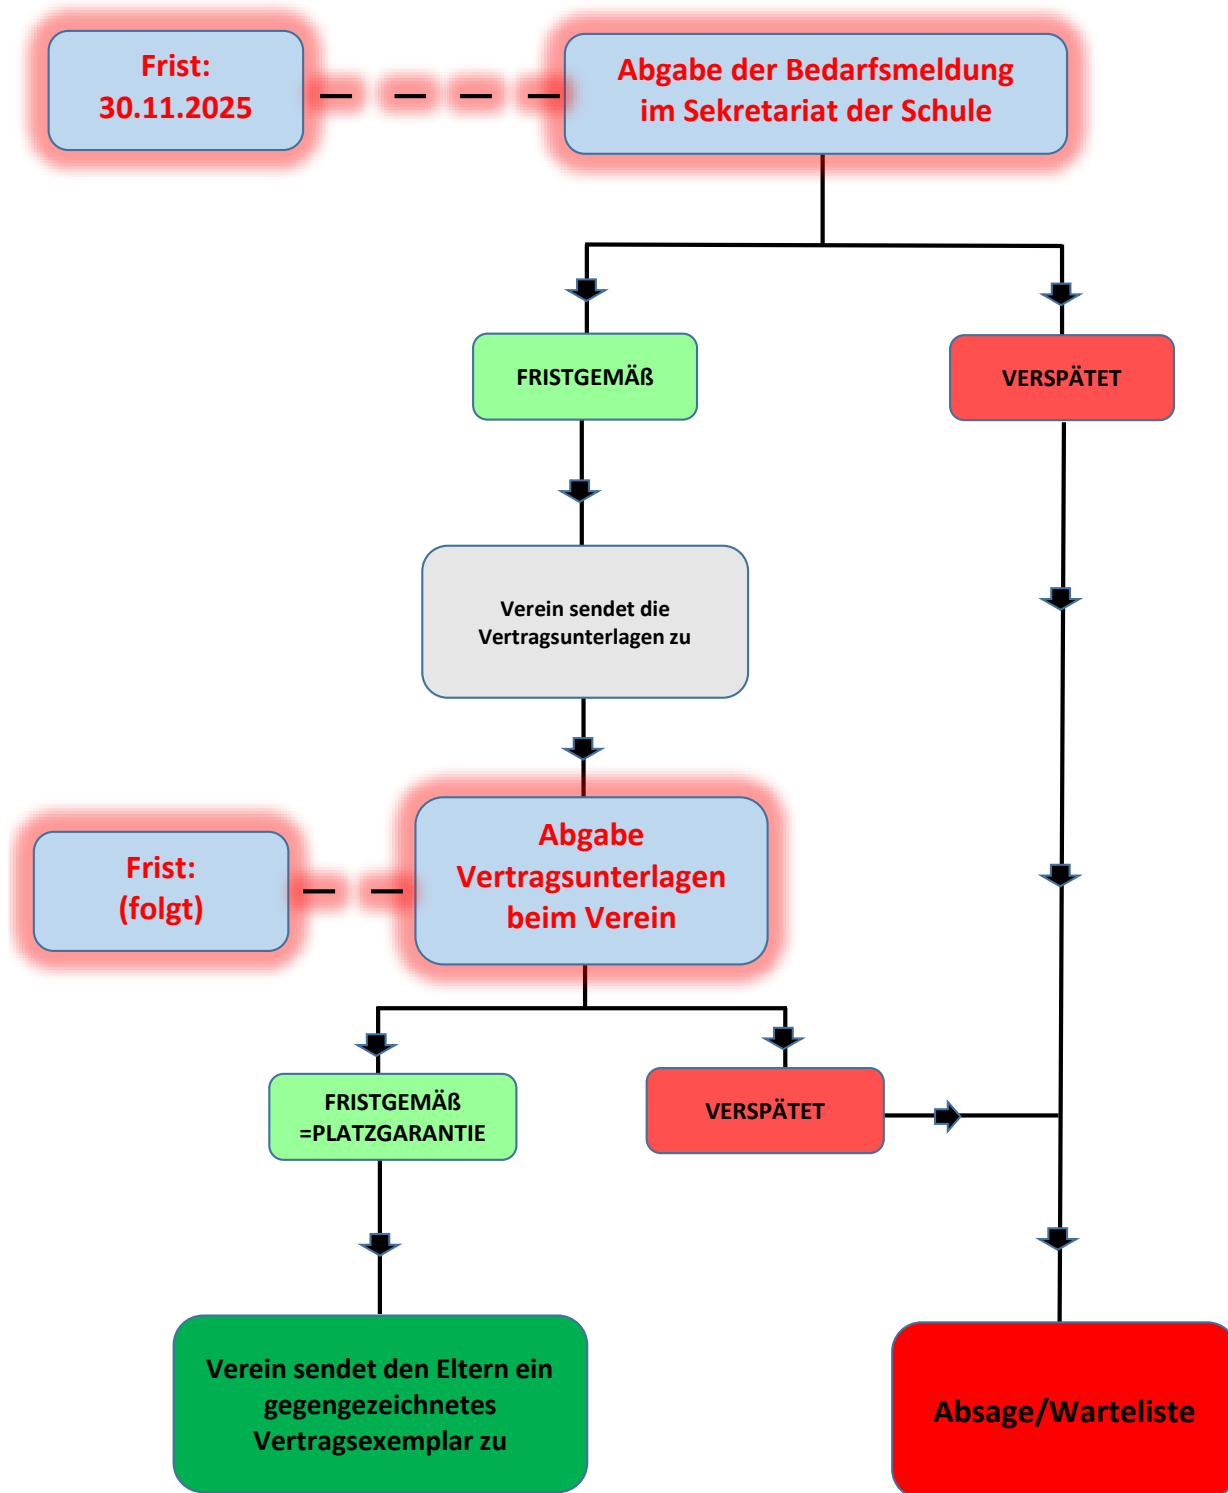 Frist:
30.11.2025
Abgabe der Bedarfsmeldung
im Sekretariat der Schule
FRISTGEMÄß
VERSPÄTET
Verein sendet die
Vertragsunterlagen zu
Frist:
(folgt)
Abgabe
Vertragsunterlagen
beim Verein
FRISTGEMÄß
=PLATZGARANTIE
VERSPÄTET
Verein sendet den Eltern ein
gegengezeichnetes
Vertragsexemplar zu
Absage/Warteliste